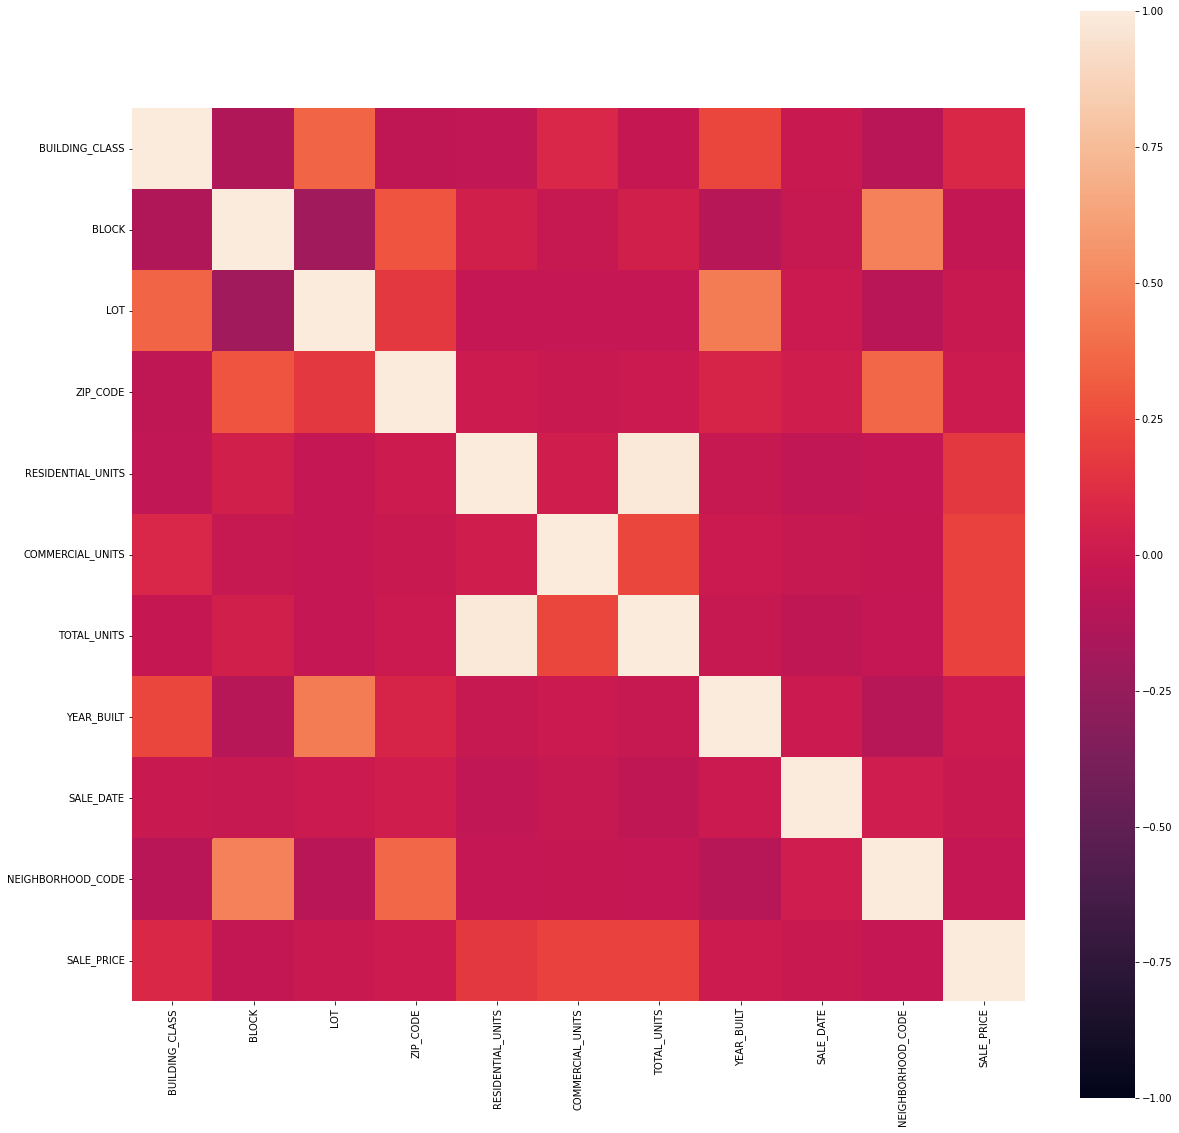 BUILDING_CLASS
BLOCK
LOT
ZIP_CODE
RESIDENTIAL_UNITS
COMMERCIAL_UNITS
TOTAL_UNITS
YEAR_BUILT
SALE_DATE
NEIGHBORHOOD_CODE
SALE_PRICE
BUILDING_CLASS
BLOCK
LOT
ZIP_CODE
RESIDENTIAL_UNITS
COMMERCIAL_UNITS
TOTAL_UNITS
YEAR_BUILT
SALE_DATE
NEIGHBORHOOD_CODE
SALE_PRICE
1.00
0.75
0.50
0.25
0.00
−0.25
−0.50
−0.75
−1.00